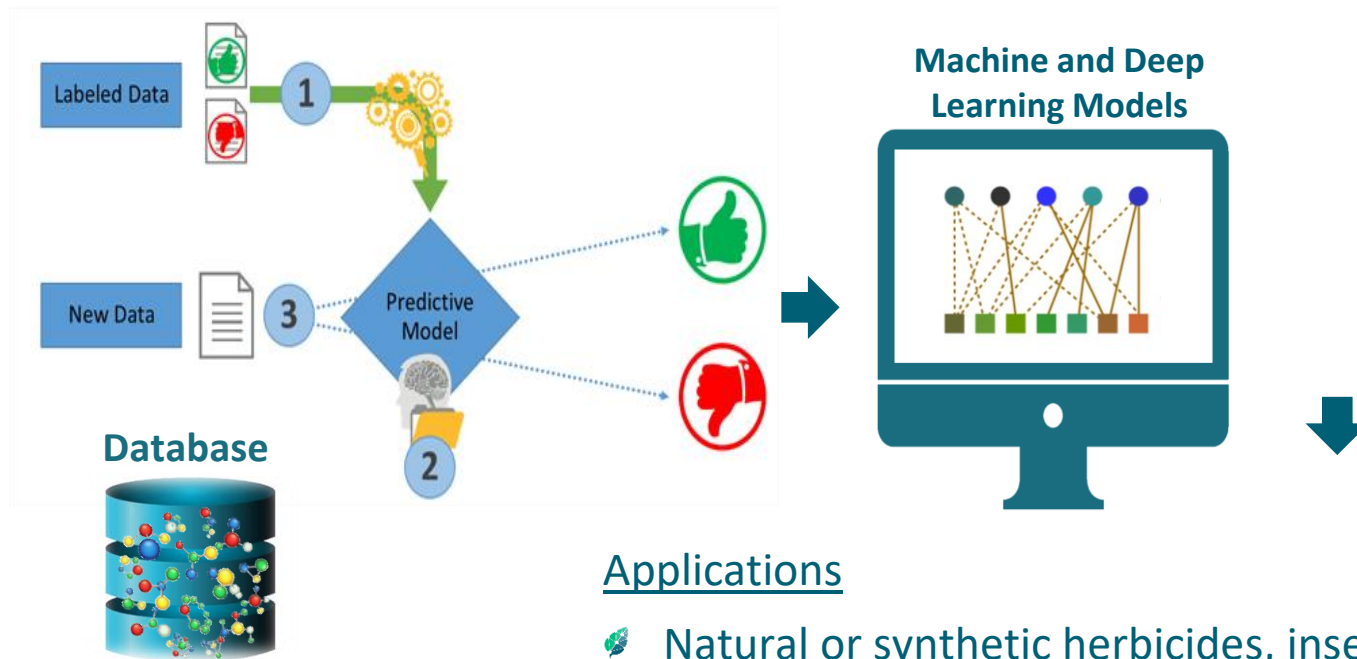 Labeled Data
1
Machine and Deep
Learning Models
New Data
3
Predictive
Model
2
Database
Applications
Natural or synthetic herbicides,